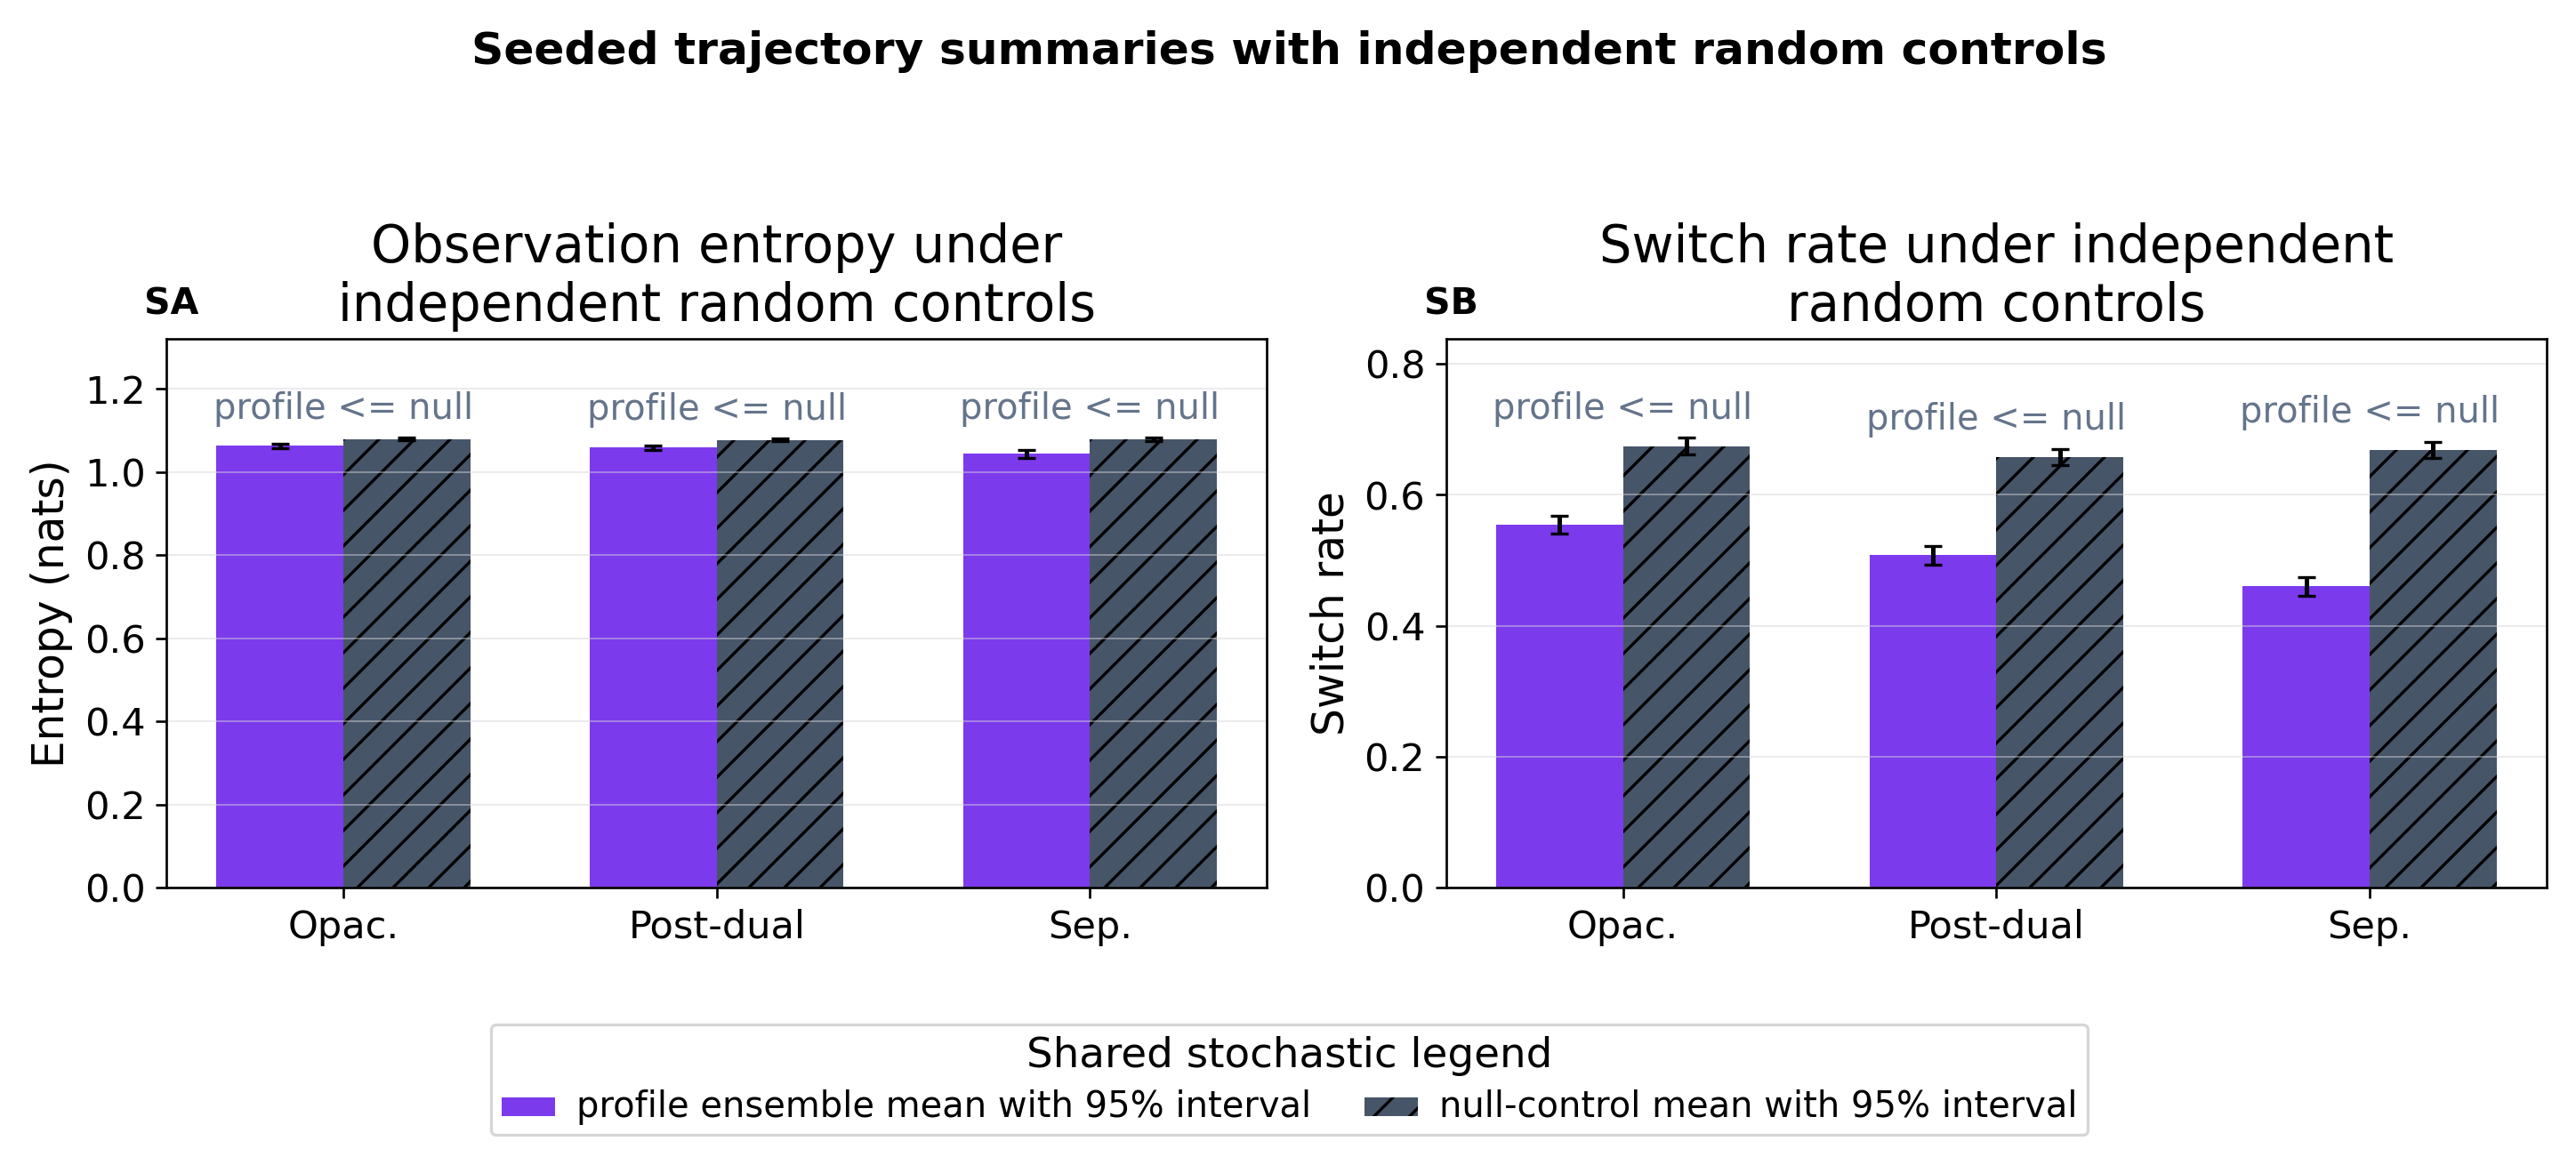 Seeded trajectory summaries with independent random controls
SA
Observation entropy under
independent random controls
Entropy (nats)
1.2
1.0
0.8
0.6
0.4
0.2
0.0
profile <= null
profile <= null
profile <= null
Opac.
Post-dual
Sep.
SB
Switch rate under independent
random controls
Switch rate
0.8
0.6
0.4
0.2
0.0
profile <= null
profile <= null
profile <= null
Opac.
Post-dual
Sep.
Shared stochastic legend
profile ensemble mean with 95% interval
null-control mean with 95% interval